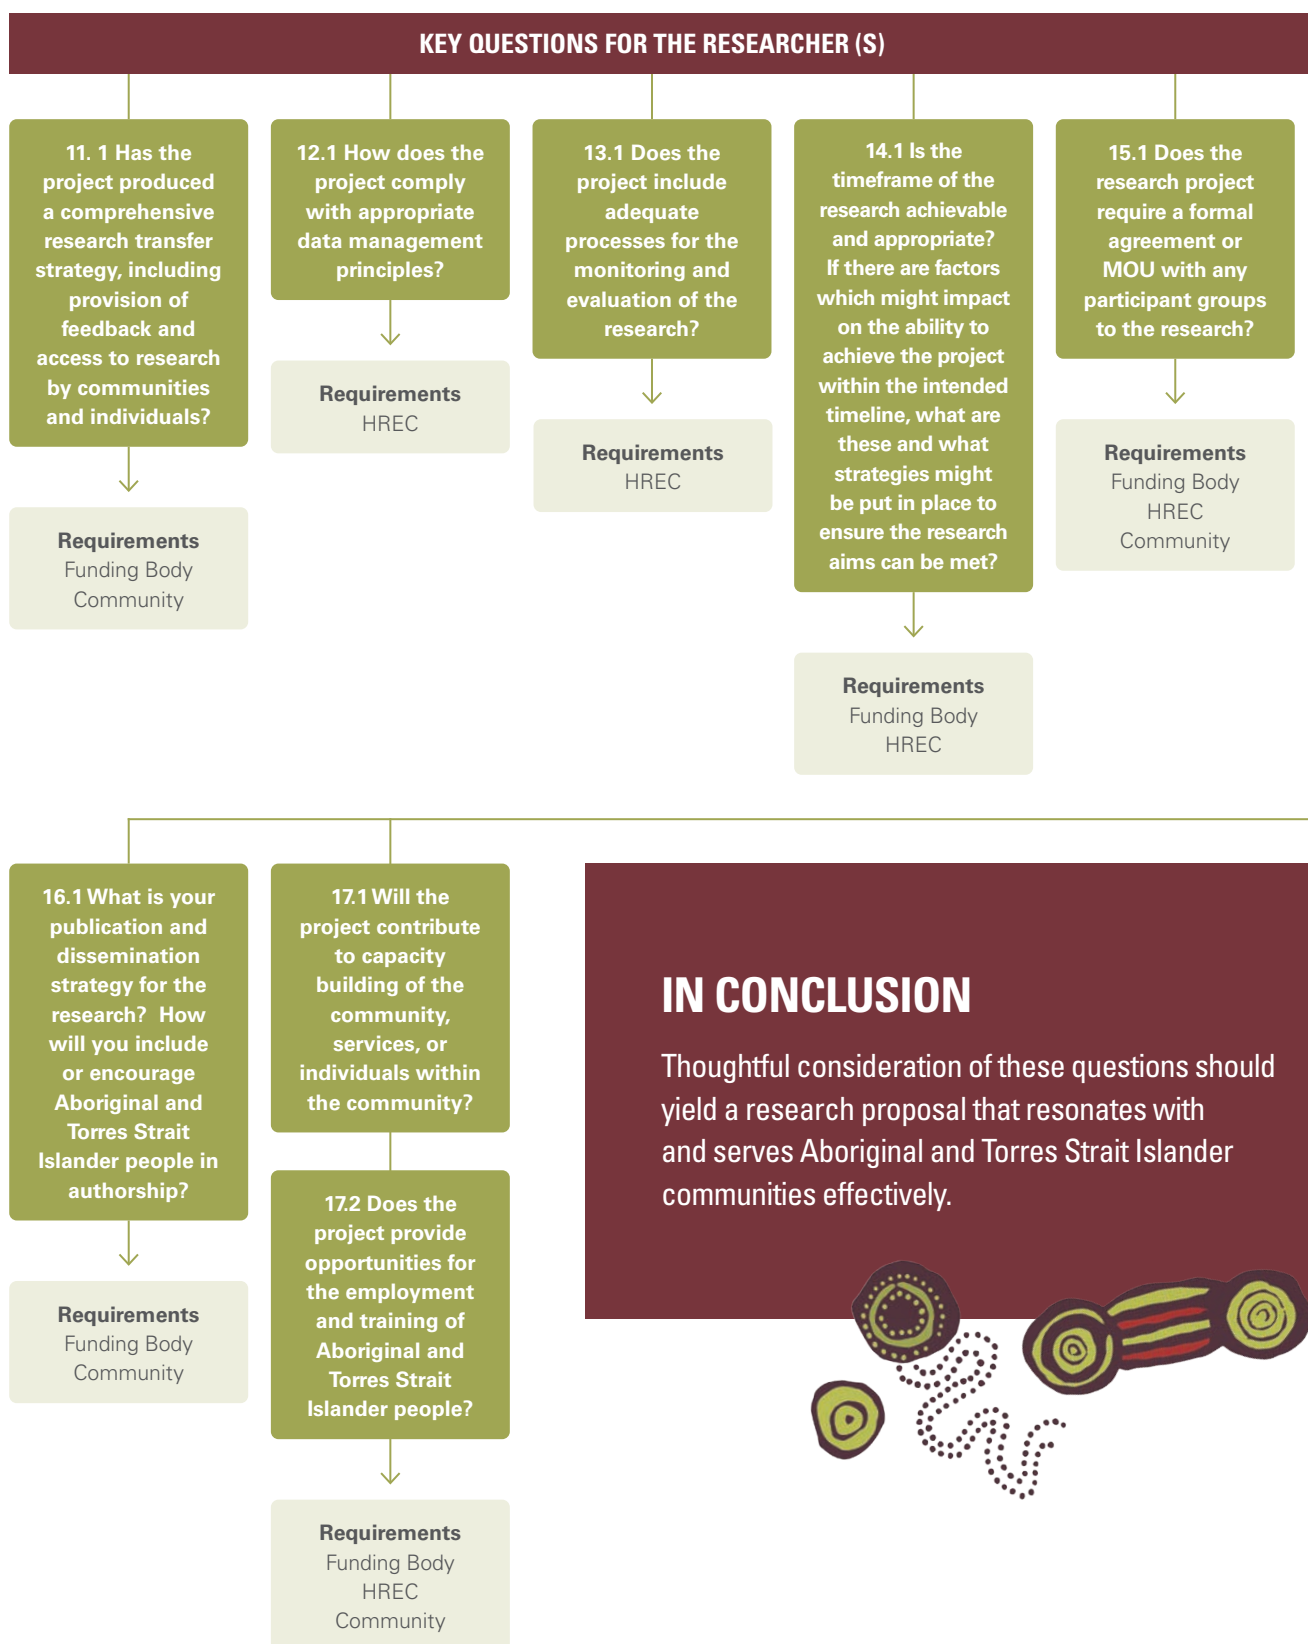 KEY QUESTIONS FOR THE RESEARCHER (S)
11. 1 Has the
project produced
a comprehensive
research transfer
strategy, including
provision of
feedback and
access to research
by communities
and individuals?
Requirements
Funding Body
Community
12.1 How does the
project comply
with appropriate
data management
principles?
Requirements
HREC
13.1 Does the
project include
adequate
processes for the
monitoring and
evaluation of the
research?
Requirements
HREC
14.1 Is the
timeframe of the
research achievable
and appropriate?
If there are factors
which might impact
on the ability to
achieve the project
within the intended
timeline, what are
these and what
strategies might
be put in place to
ensure the research
aims can be met?
Requirements
Funding Body
HREC
15.1 Does the
research project
require a formal
agreement or
MOU with any
participant groups
to the research?
Requirements
Funding Body
HREC
Community
16.1 What is your
publication and
dissemination
strategy for the
research? How
will you include
or encourage
Aboriginal and
Torres Strait
Islander people in
authorship?
Requirements
Funding Body
Community
17.1 Will the
project contribute
to capacity
building of the
community,
services, or
individuals within
the community?
17.2 Does the
project provide
opportunities for
the employment
and training of
Aboriginal and
Torres Strait
Islander people?
Requirements
Funding Body
HREC
Community
IN CONCLUSION
Thoughtful consideration of these questions should
yield a research proposal that resonates with
and serves Aboriginal and Torres Strait Islander
communities effectively.